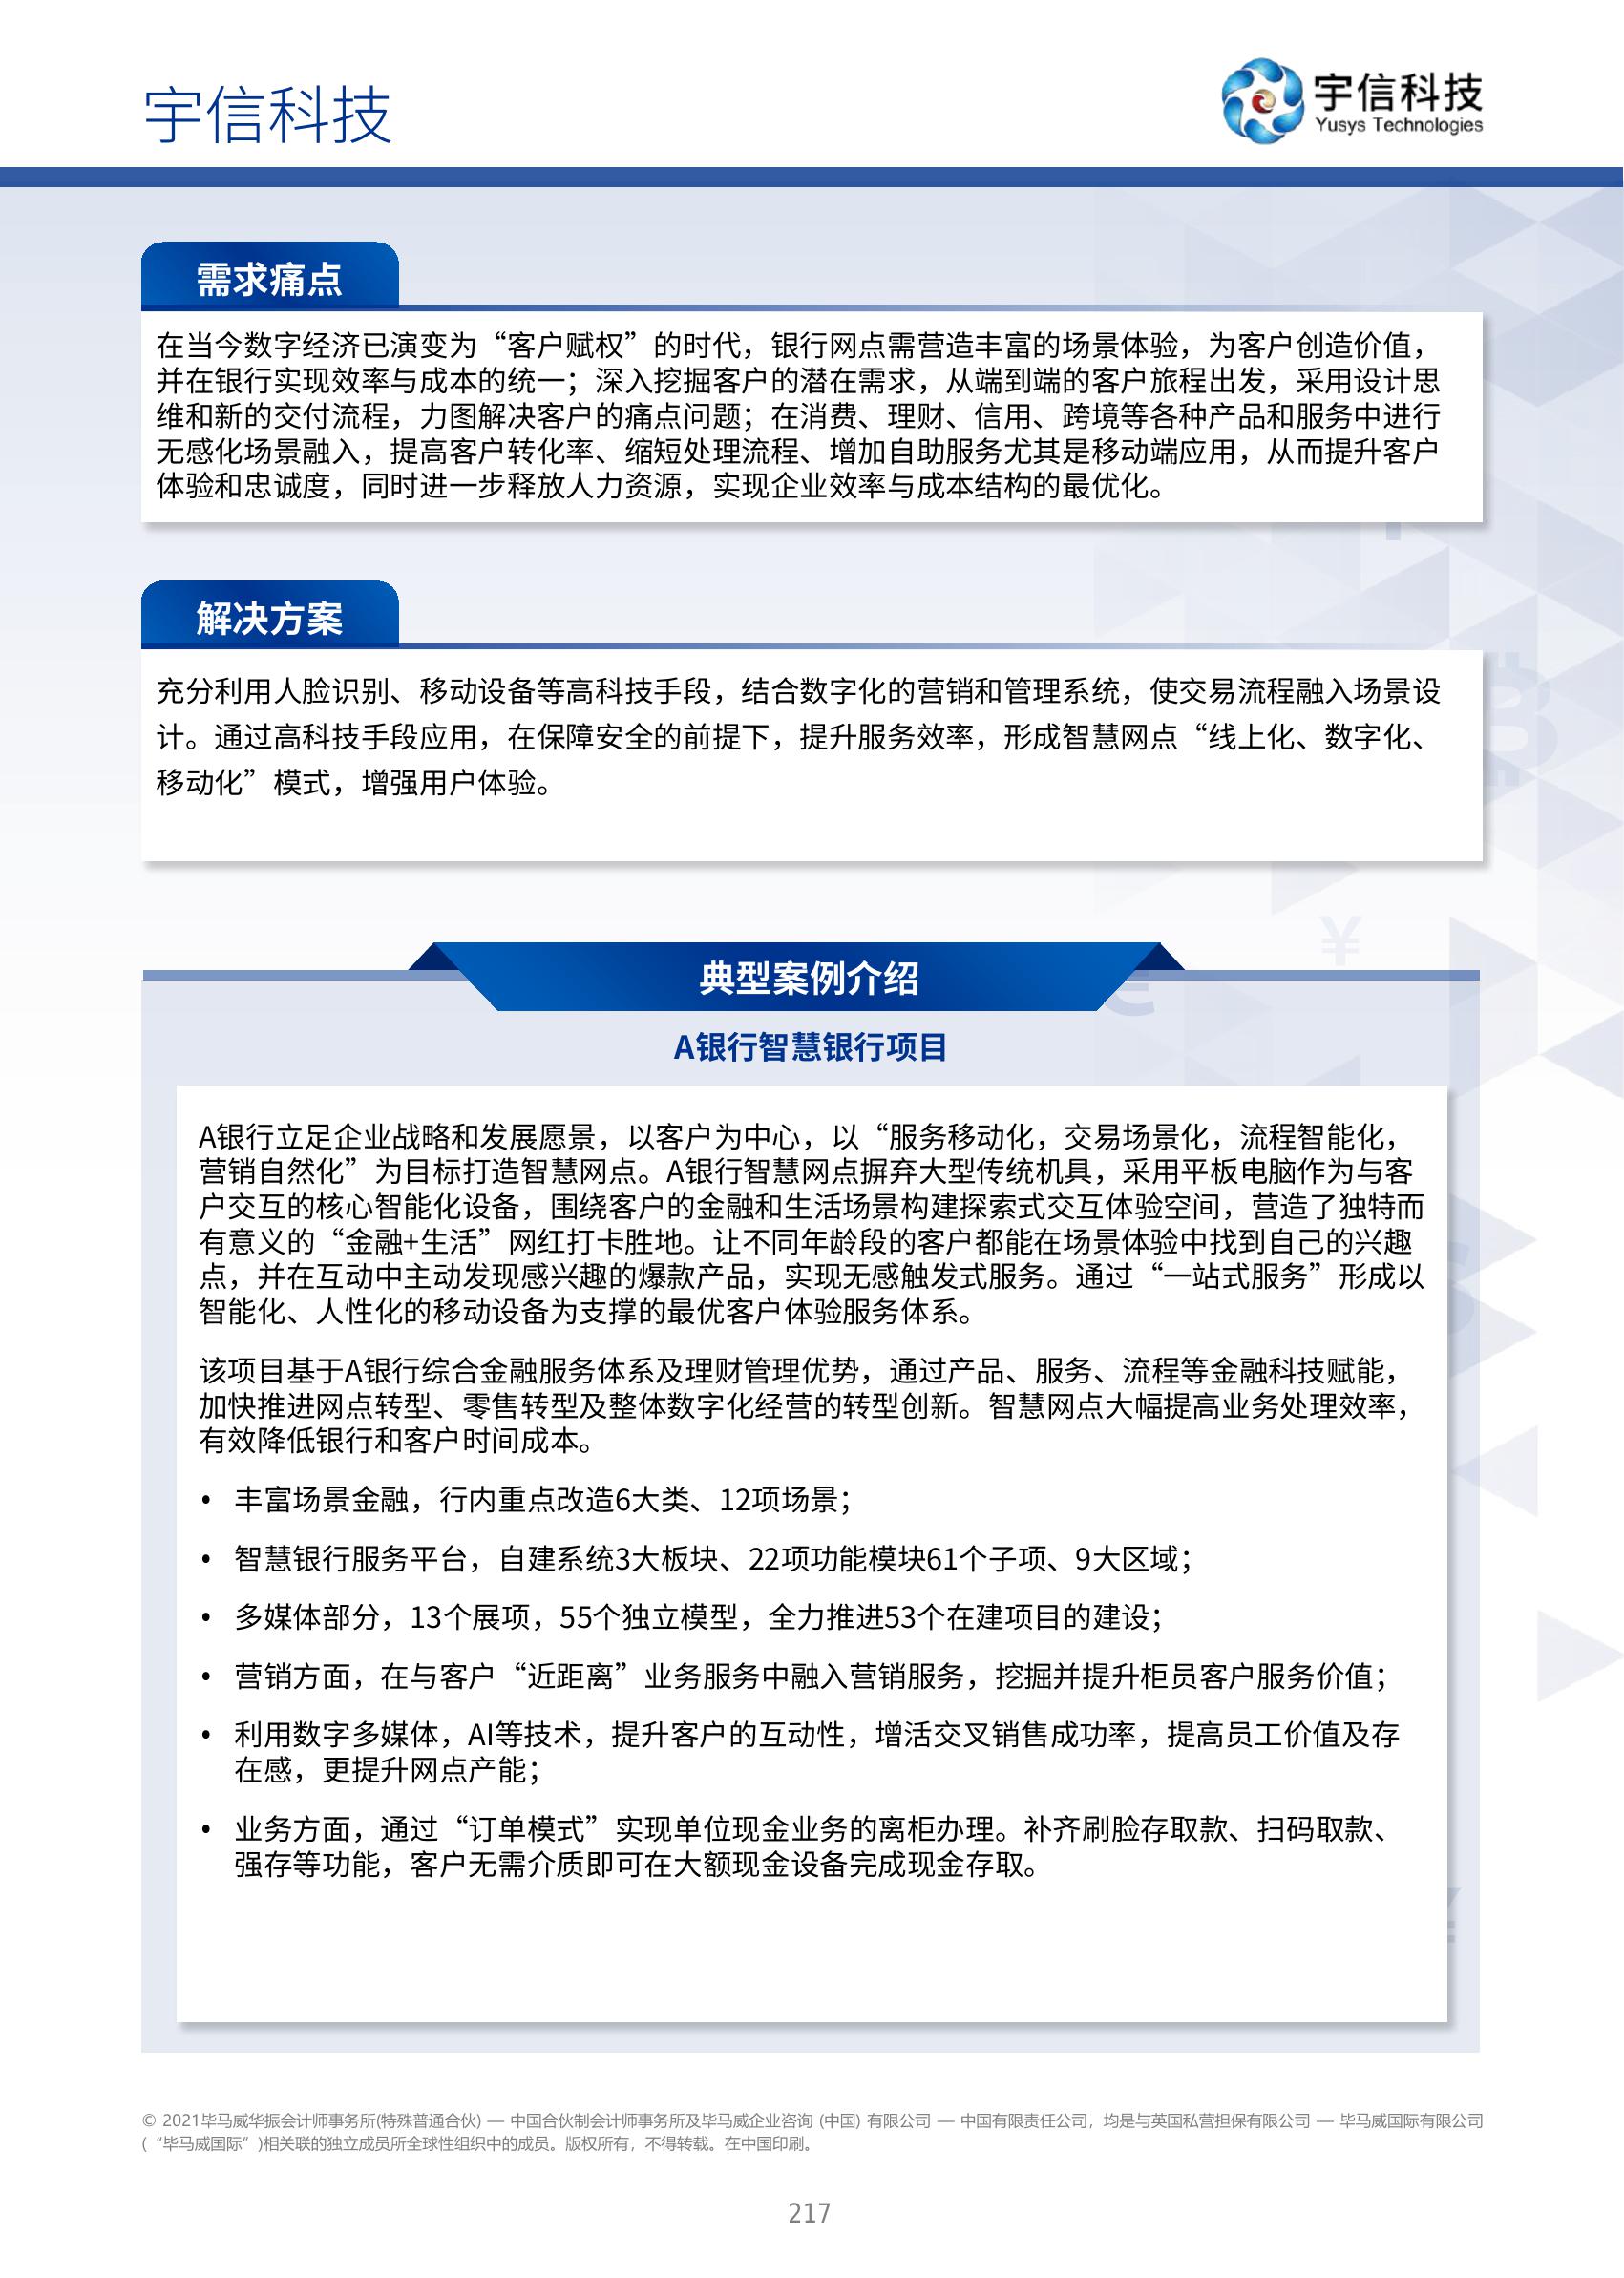 宇信科技
宇信科技
Yusys Technologies
需求痛点
在当今数字经济已演变为“客户赋权”的时代，银行网点需营造丰富的场景体验，为客户创造价值，
并在银行实现效率与成本的统一；深入挖掘客户的潜在需求，从端到端的客户旅程出发，采用设计思
维和新的交付流程，力图解决客户的痛点问题；在消费、理财、信用、跨境等各种产品和服务中进行
无感化场景融入，提高客户转化率、缩短处理流程、增加自助服务尤其是移动端应用，从而提升客户
体验和忠诚度，同时进一步释放人力资源，实现企业效率与成本结构的最优化。
解决方案
充分利用人脸识别、移动设备等高科技手段，结合数字化的营销和管理系统，使交易流程融入场景设
计。通过高科技手段应用，在保障安全的前提下，提升服务效率，形成智慧网点“线上化、数字化、
移动化”模式，增强用户体验。
典型案例介绍
A银行智慧银行项目
A银行立足企业战略和发展愿景，以客户为中心，以“服务移动化，交易场景化，流程智能化，
营销自然化”为目标打造智慧网点。A银行智慧网点摒弃大型传统机具，采用平板电脑作为与客
户交互的核心智能化设备，围绕客户的金融和生活场景构建探索式交互体验空间，营造了独特而
有意义的“金融+生活”网红打卡胜地。让不同年龄段的客户都能在场景体验中找到自己的兴趣
点，并在互动中主动发现感兴趣的爆款产品，实现无感触发式服务。通过“一站式服务”形成以
智能化、人性化的移动设备为支撑的最优客户体验服务体系。
该项目基于A银行综合金融服务体系及理财管理优势，通过产品、服务、流程等金融科技赋能，
加快推进网点转型、零售转型及整体数字化经营的转型创新。智慧网点大幅提高业务处理效率，
有效降低银行和客户时间成本。
• 丰富场景金融，行内重点改造6大类、12项场景；
• 智慧银行服务平台，自建系统3大板块、22项功能模块61个子项、9大区域；
• 多媒体部分，13个展项，55个独立模型，全力推进53个在建项目的建设；
• 营销方面，在与客户“近距离”业务服务中融入营销服务，挖掘并提升柜员客户服务价值；
• 利用数字多媒体，AI等技术，提升客户的互动性，增活交叉销售成功率，提高员工价值及存
在感，更提升网点产能；
• 业务方面，通过“订单模式”实现单位现金业务的离柜办理。补齐刷脸存取款、扫码取款、
强存等功能，客户无需介质即可在大额现金设备完成现金存取。
© 2021毕马威华振会计师事务所(特殊普通合伙) — 中国合伙制会计师事务所及毕马威企业咨询 (中国) 有限公司 — 中国有限责任公司，均是与英国私营担保有限公司 — 毕马威国际有限公司
(“毕马威国际”)相关联的独立成员所全球性组织中的成员。版权所有，不得转载。在中国印刷。
217